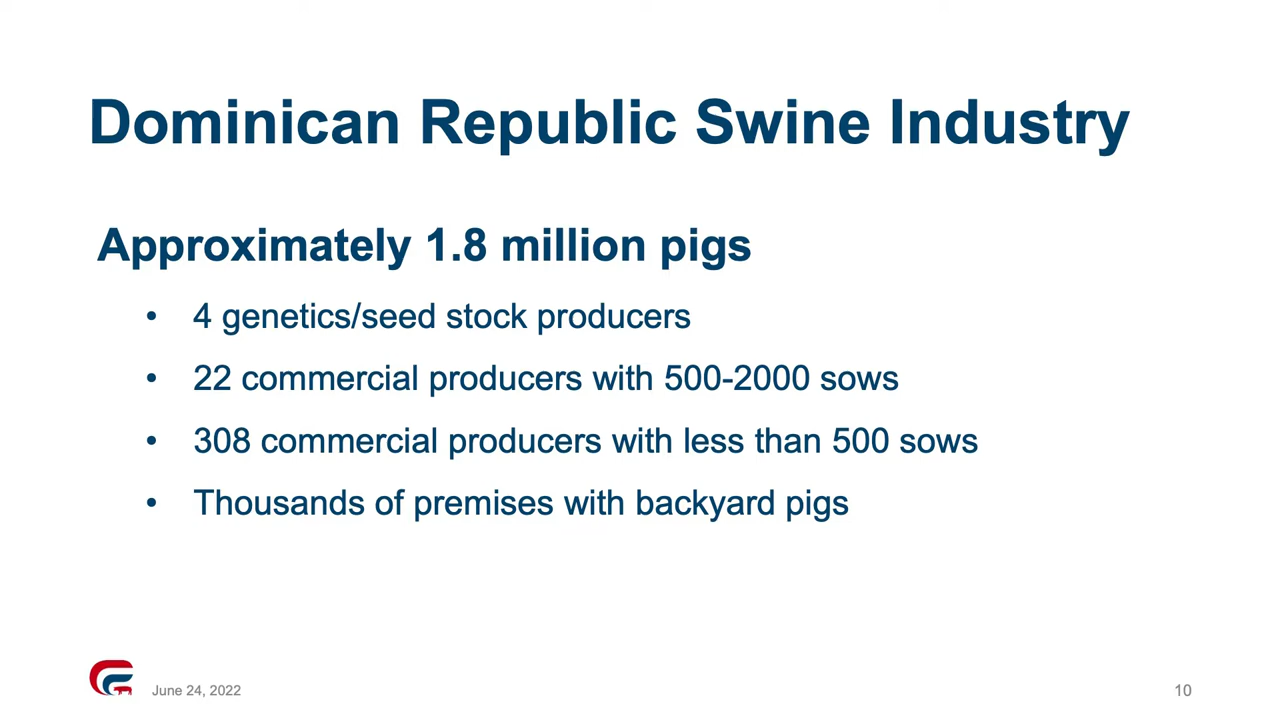 Dominican Republic Swine Industry
Approximately 1.8 million pigs
• 4 genetics/seed stock producers
• 22 commercial producers with 500-2000 sows
• 308 commercial producers with less than 500 sows
• Thousands of premises with backyard pigs
June 24, 2022
10